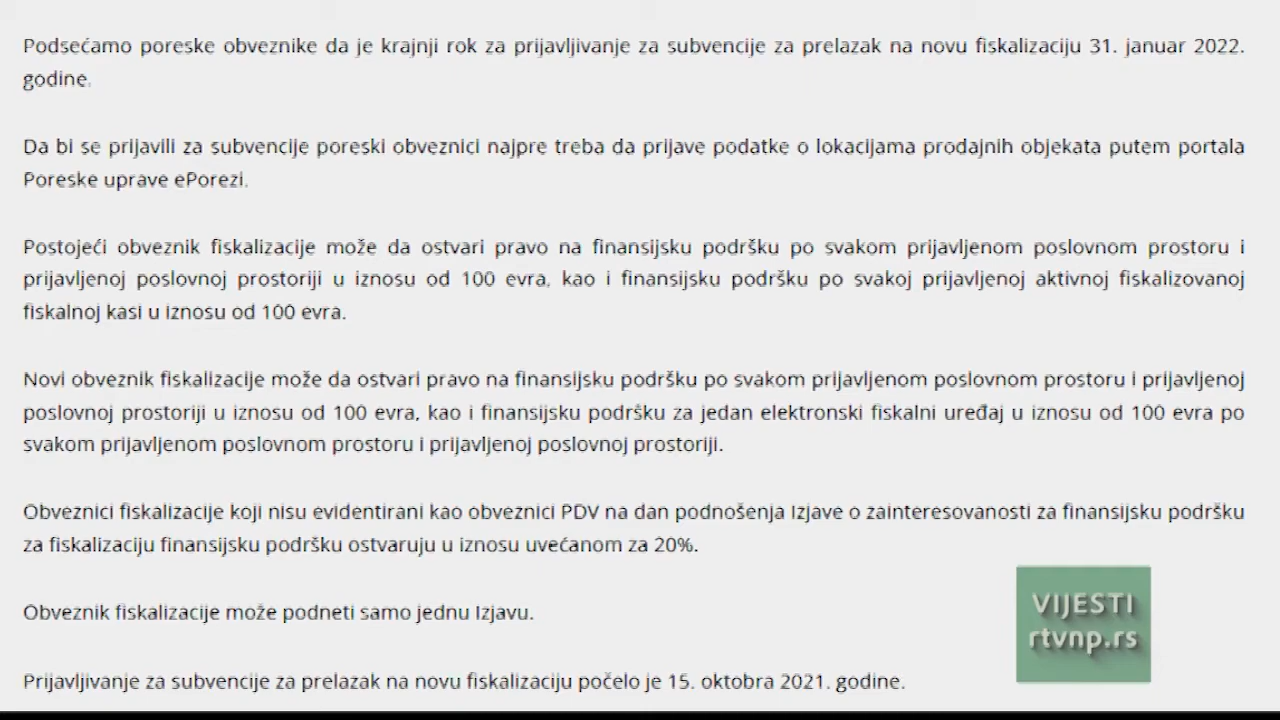 Podsećamo poreske obveznike da je krajnji rok za prijavljivanje za subvencije za prelazak na novu fiskalizaciju 31. januar 2022.
godine.
Da bi se prijavili za subvencije poreski obveznici najpre treba da prijave podatke o lokacijama prodajnih objekata putem portala
Poreske uprave ePorezi.
Postojeći obveznik fiskalizacije može da ostvari pravo na finansijsku podršku po svakom prijavljenom poslovnom prostoru i
prijavljenoj poslovnoj prostoriji u iznosu od 100 evra, kao i finansijsku podršku po svakoj prijavljenoj aktivnoj fiskalizovanoj
fiskalnoj kasi u iznosu od 100 evra.
Novi obveznik fiskalizacije može da ostvari pravo na finansijsku podršku po svakom prijavljenom poslovnom prostoru i prijavljenoj
poslovnoj prostoriji u iznosu od 100 evra, kao i finansijsku podršku za jedan elektronski fiskalni uređaj u iznosu od 100 evra po
svakom prijavljenom poslovnom prostoru i prijavljenoj poslovnoj prostoriji.
Obveznici fiskalizacije koji nisu evidentirani kao obveznici PDV na dan podnošenja Izjave o zainteresovanosti za finansijsku podršku
za fiskalizaciju finansijsku podršku ostvaruju u iznosu uvećanom za 20%.
Obveznik fiskalizacije može podneti samo jednu Izjavu.
VIJESTI
rtvnp.rs
Prijavljivanje za subvencije za prelazak na novu fiskalizaciju počelo je 15. oktobra 2021. godine.